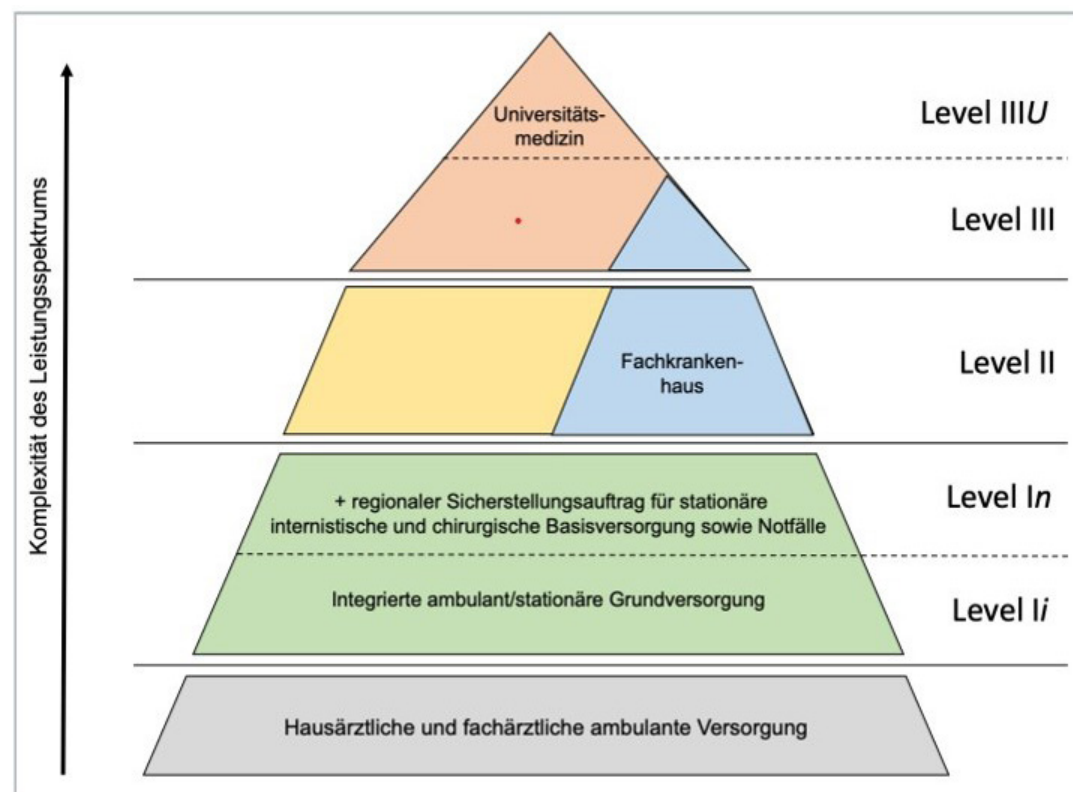 Komplexität des Leistungsspektrums
Universitäts-
medizin
Level IIIU
Level III
Fachkranken-
haus
Level II
+ regionaler Sicherstellungsauftrag für stationäre
internistische und chirurgische Basisversorgung sowie Notfälle
Level In
Integrierte ambulant/stationäre Grundversorgung
Level Ii
Hausärztliche und fachärztliche ambulante Versorgung